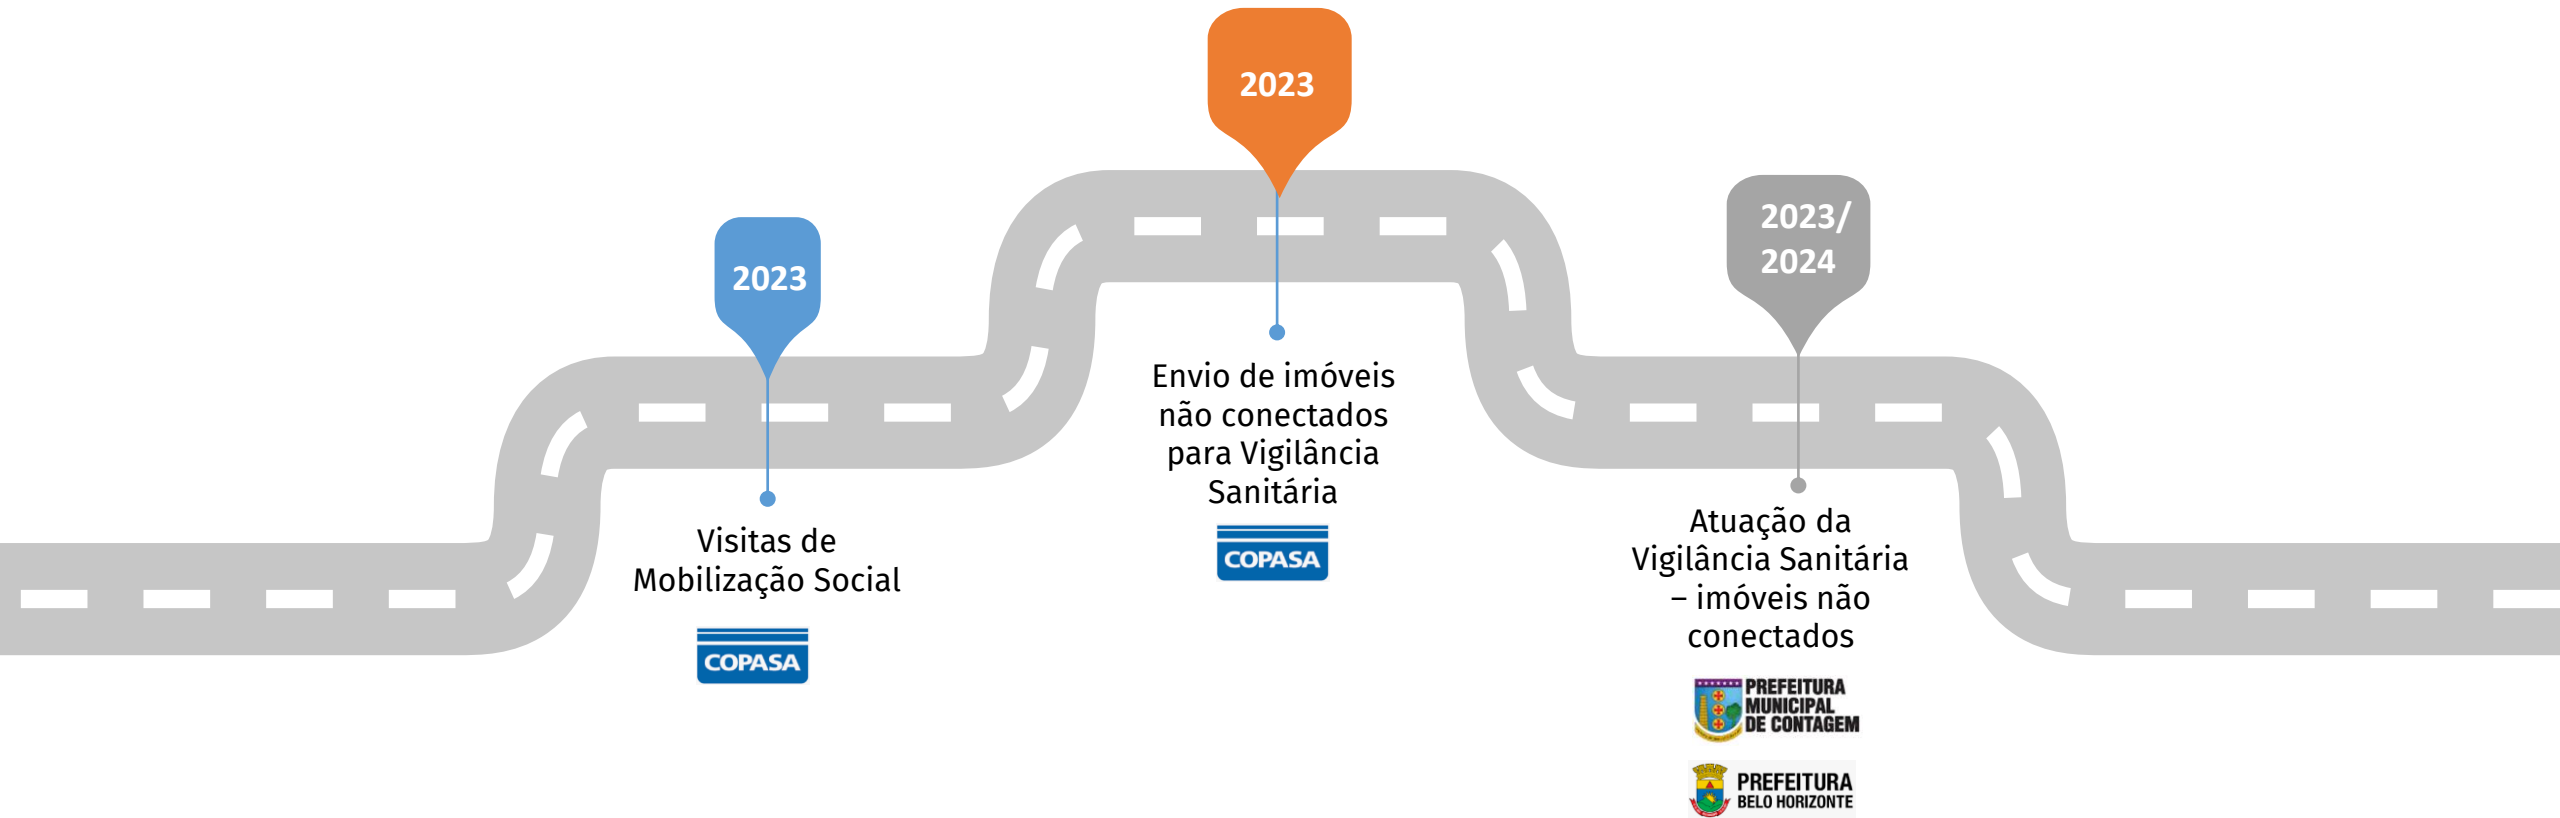 2023
Visitas de
Mobilização Social
COPASA
2023
Envio de imóveis
não conectados
para Vigilância
Sanitária
COPASA
2023/
2024
Atuação da
Vigilância Sanitária
– imóveis não
conectados
PREFEITURA
MUNICIPAL
DE CONTAGEM
PREFEITURA
BELO HORIZONTE